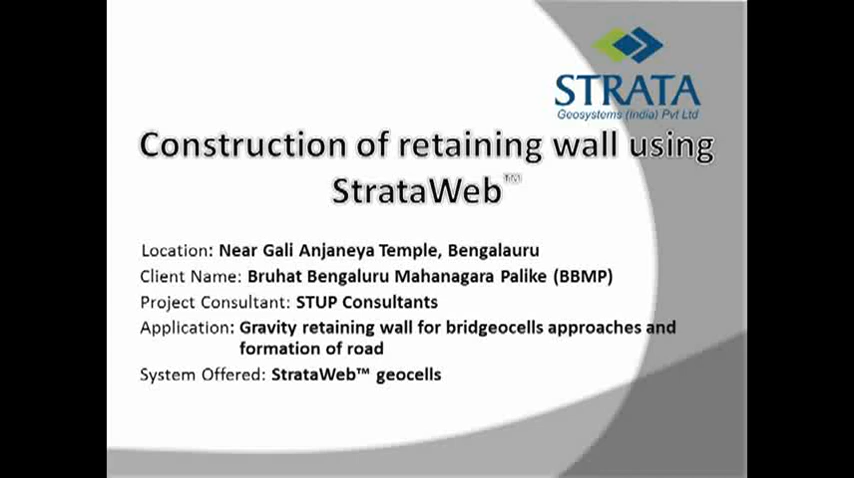 STRATA
Geosystems (India) Pvt Ltd
Construction of retaining wall using
StrataWeb™
Location: Near Gali Anjaneya Temple, Bengalauru
Client Name: Bruhat Bengaluru Mahanagara Palike (BBMP)
Project Consultant: STUP Consultants
Application: Gravity retaining wall for bridgeocells approaches and
formation of road
System Offered: StrataWeb™ geocells